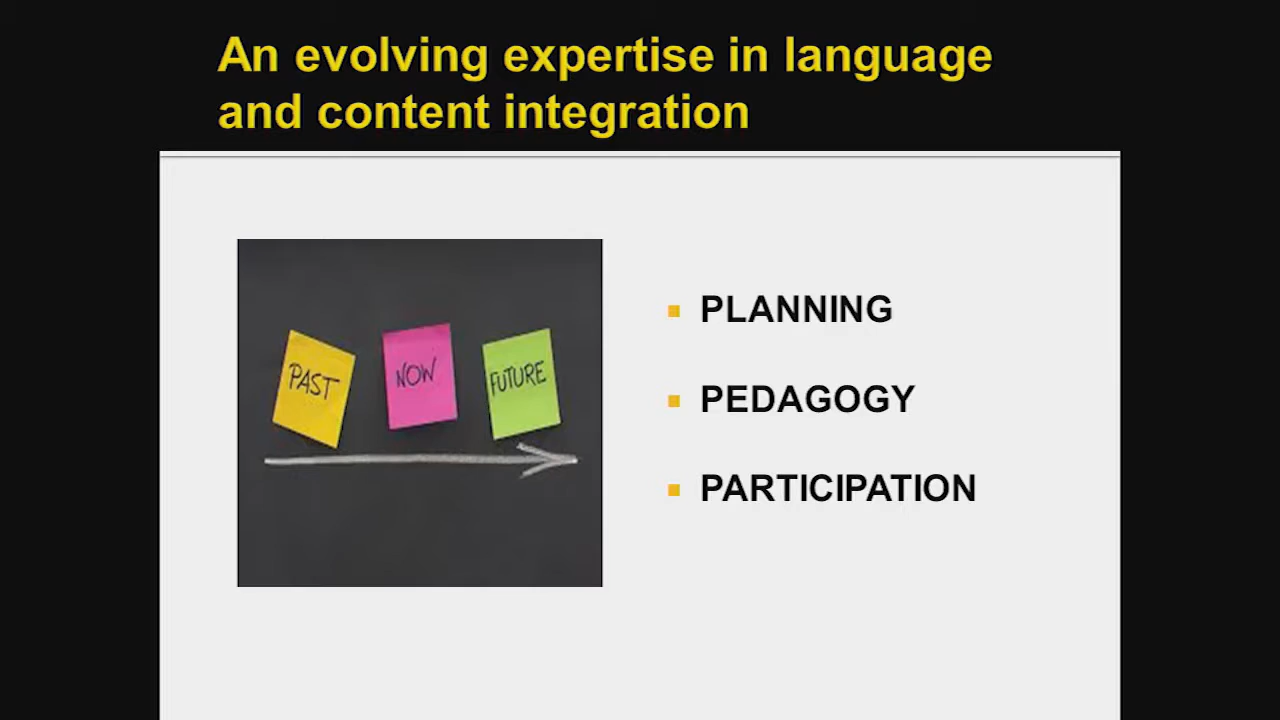 An evolving expertise in language
and content integration
PAST
NOW
FUTURE
PLANNING
PEDAGOGY
PARTICIPATION